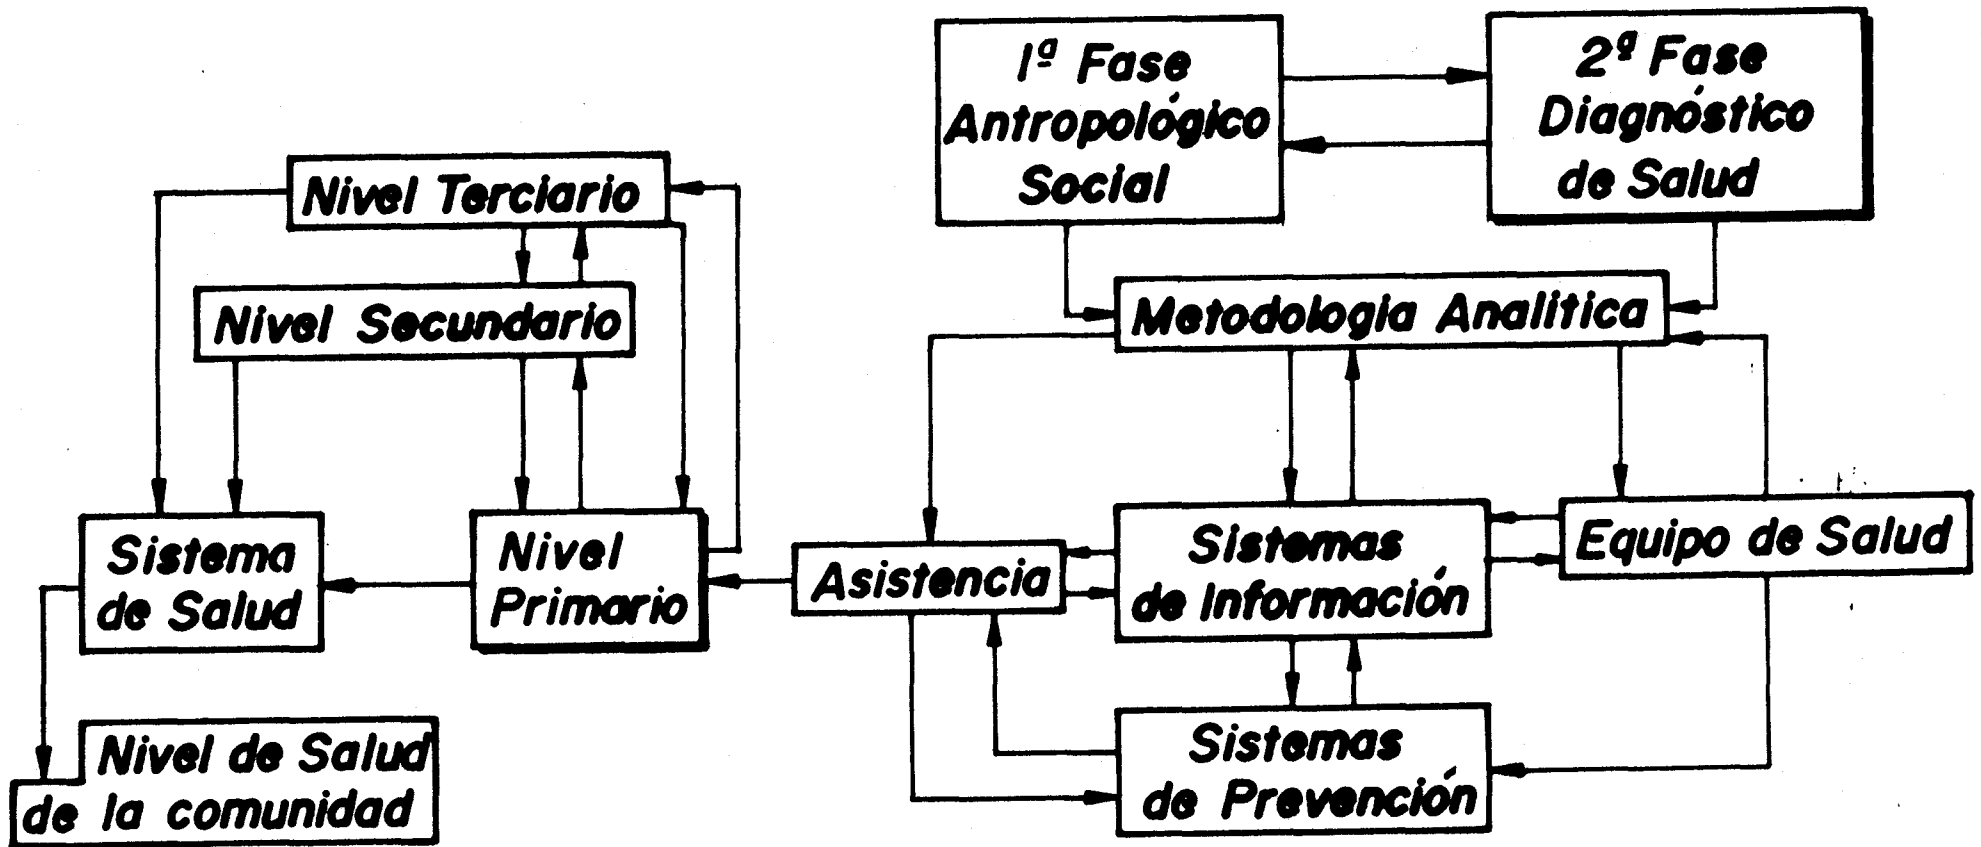 1ª Fase
Antropológico
Social
2ª Fase
Diagnóstico
de Salud
Nivel Terciario
Nivel Secundario
Metodologia Analitica
Sistema
de Salud
Nivel
Primario
Asistencia
Sistemas
de Información
Equipo de Salud
Sistemas
de Prevención
Nivel de Salud
de la comunidad